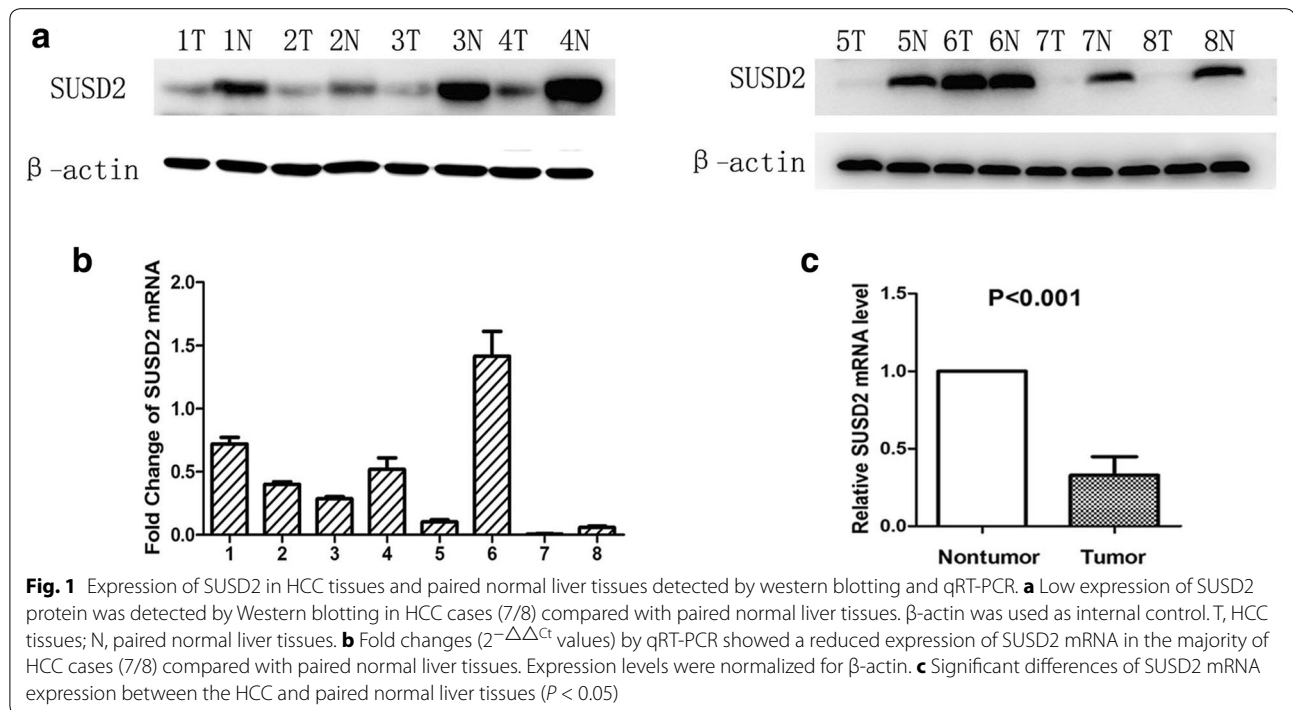 a
1T 1N 2T 2N 3T 3N 4T 4N
SUSD2
β-actin
5T 5N 6T 6N 7T 7N 8T 8N
SUSD2
β-actin
b
Fold Change of SUSD2 mRNA
2.0
1.5
1.0
0.5
0.0
1 2 3 4 5 6 7 8
c
Relative SUSD2 mRNA level
P<0.001
1.5
1.0
0.5
0.0
Nontumor Tumor
Fig. 1 Expression of SUSD2 in HCC tissues and paired normal liver tissues detected by western blotting and qRT-PCR. a Low expression of SUSD2
protein was detected by Western blotting in HCC cases (7/8) compared with paired normal liver tissues. β-actin was used as internal control. T, HCC
tissues; N, paired normal liver tissues. b Fold changes (2−△△Ct values) by qRT-PCR showed a reduced expression of SUSD2 mRNA in the majority of
HCC cases (7/8) compared with paired normal liver tissues. Expression levels were normalized for β-actin. c Significant differences of SUSD2 mRNA
expression between the HCC and paired normal liver tissues (P < 0.05)